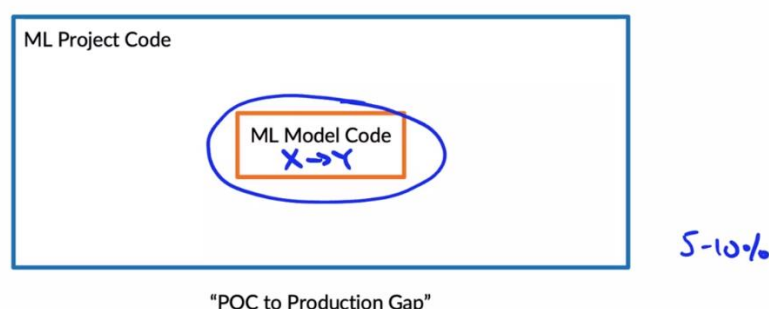 ML Project Code
ML Model Code
X→Y
5-10%
"POC to Production Gap"